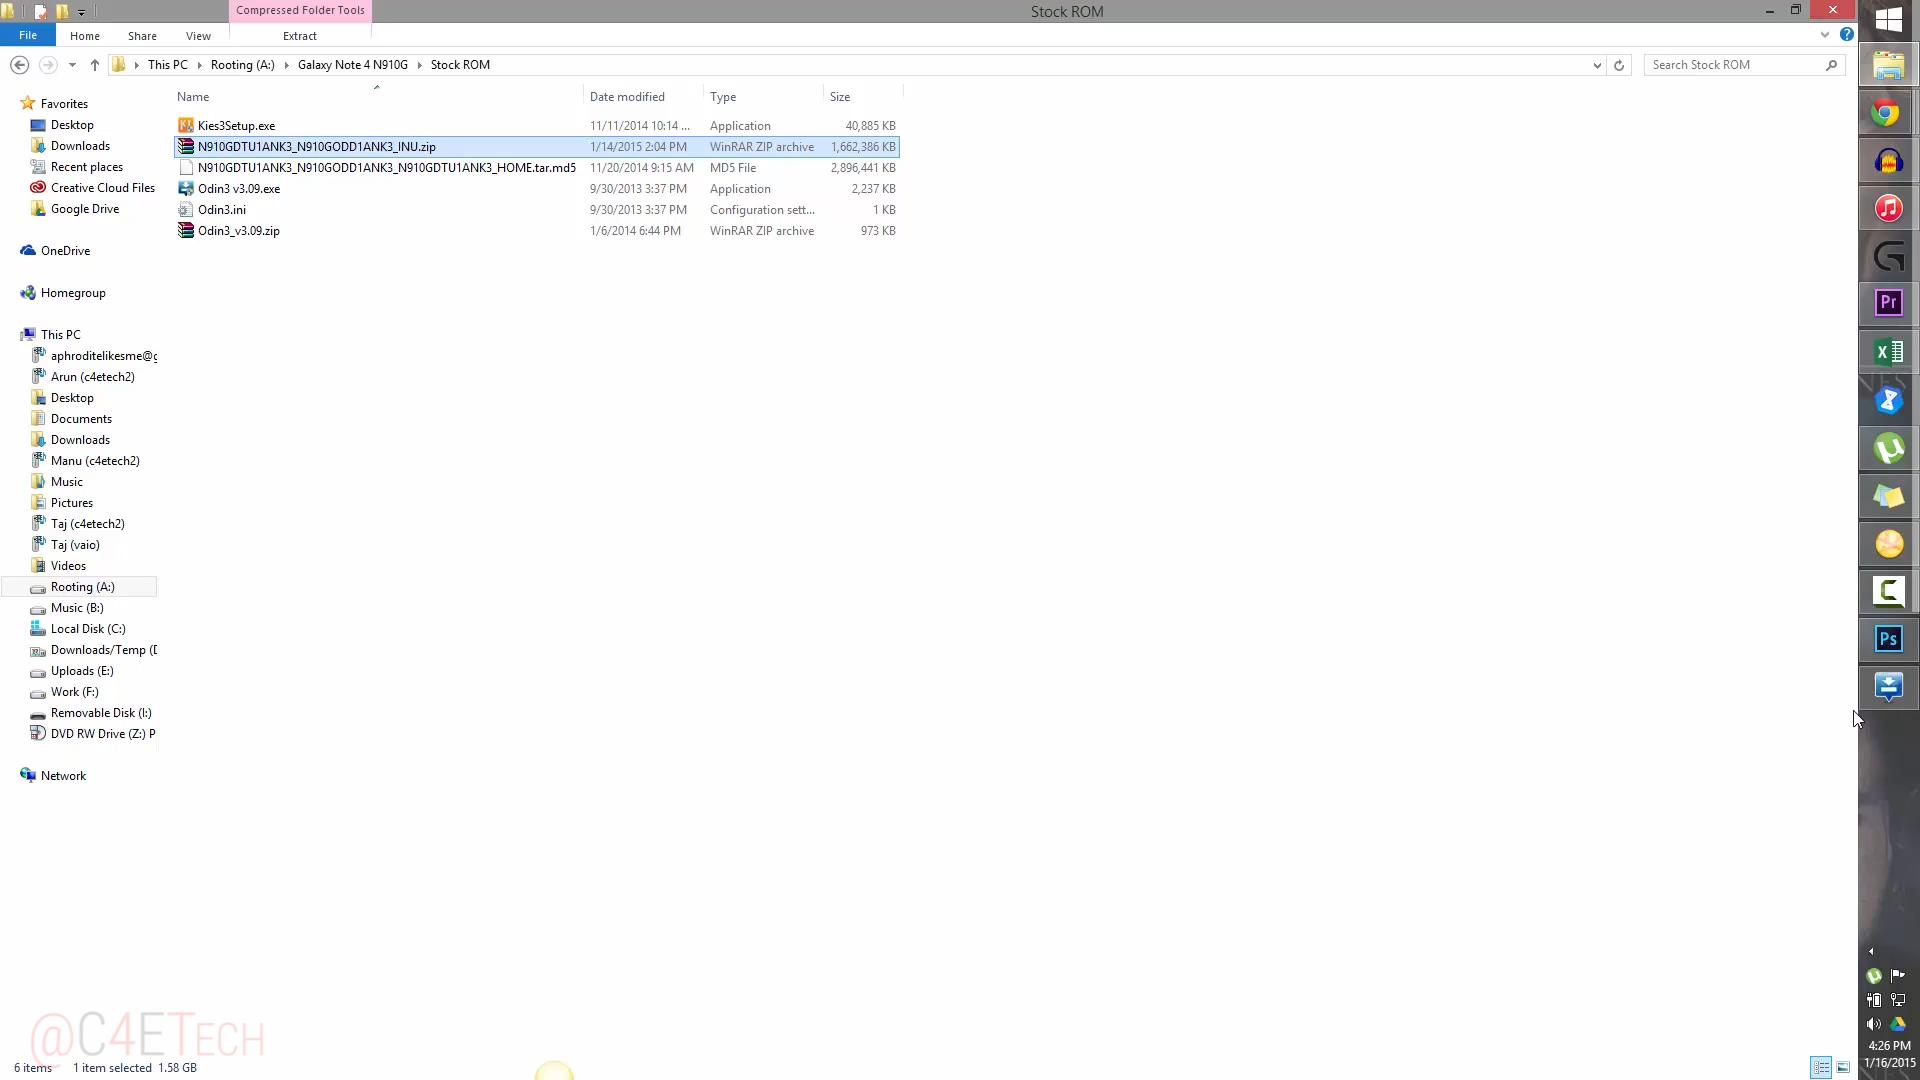 Compressed Folder Tools
Stock ROM
File
Home
Share
View
Extract
This PC
Rooting (A:)
Galaxy Note 4 N910G
Stock ROM
Search Stock ROM
Name
Date modified
Type
Size
Kies3Setup.exe 11/11/2014 10:14 ... Application 40,885 KB
N910GDTU1ANK3_N910GODD1ANK3_INU.zip 1/14/2015 2:04 PM WinRAR ZIP archive 1,662,386 KB
N910GDTU1ANK3_N910GODD1ANK3_N910GDTU1ANK3_HOME.tar.md5 11/20/2014 9:15 AM MD5 File 2,896,441 KB
Odin3 v3.09.exe 9/30/2013 3:37 PM Application 2,237 KB
Odin3.ini 9/30/2013 3:37 PM Configuration sett... 1 KB
Odin3_v3.09.zip 1/6/2014 6:44 PM WinRAR ZIP archive 973 KB
Favorites
Desktop
Downloads
Recent places
Creative Cloud Files
Google Drive
OneDrive
Homegroup
This PC
aphroditelikesme@g
Arun (c4etech2)
Desktop
Documents
Downloads
Manu (c4etech2)
Music
Pictures
Taj (c4etech2)
Taj (vaio)
Videos
Rooting (A:)
Music (B:)
Local Disk (C:)
Downloads/Temp (D
Uploads (E:)
Work (F:)
Removable Disk (I:)
DVD RW Drive (Z:) P
Network
Pr
Ps
@C4ETech
6 items
1 item selected 1.58 GB
4:26 PM
1/16/2015